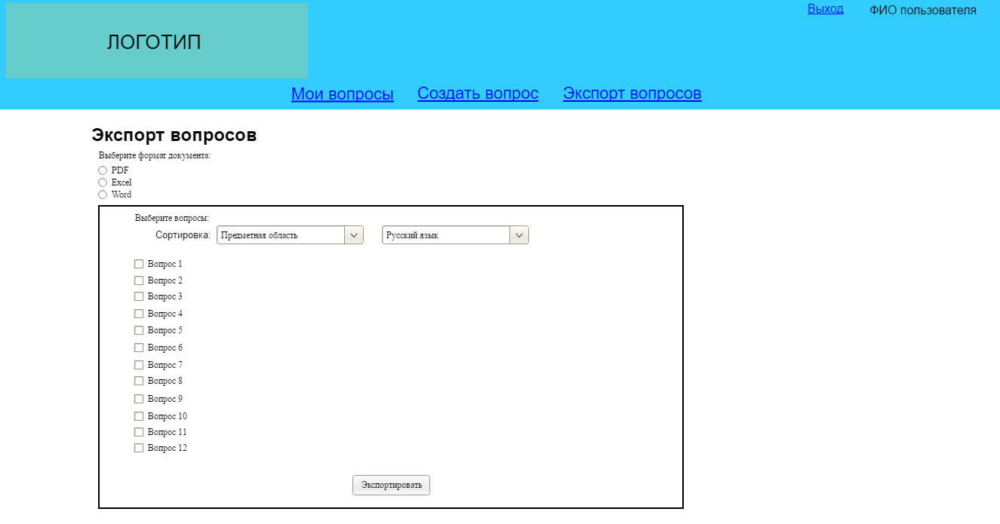 Выход ФИО пользователя
ЛОГОТИП
Мои вопросы Создать вопрос Экспорт вопросов
Экспорт вопросов
Выберите формат документа:
PDF
Excel
Word
Выберите вопросы:
Сортировка: Предметная область Русский язык
Вопрос 1
Вопрос 2
Вопрос 3
Вопрос 4
Вопрос 5
Вопрос 6
Вопрос 7
Вопрос 8
Вопрос 9
Вопрос 10
Вопрос 11
Вопрос 12
Экспортировать